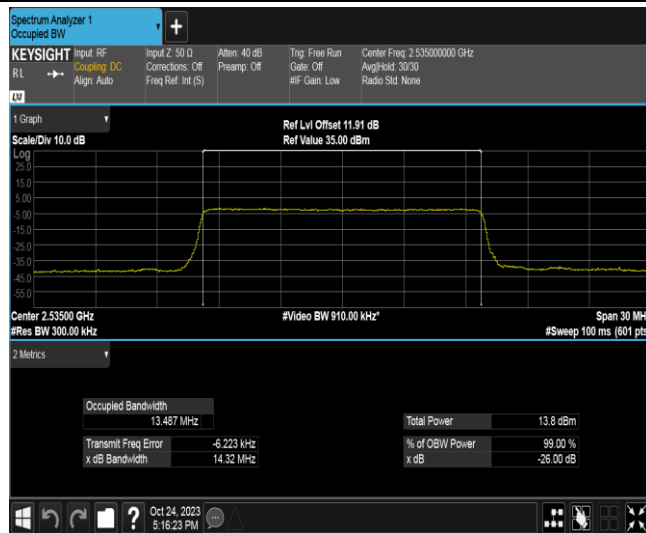 Spectrum Analyzer 1
Occupied BW
+
KEYSIGHT
RL
LXI
Input: RF
Coupling: DC
Align: Auto
Input Z: 50 Ω
Corrections: Off
Freq Ref: Int (S)
Atten: 40 dB
Preamp: Off
Trig: Free Run
Gate: Off
#IF Gain: Low
Center Freq: 2.535000000 GHz
Avg|Hold: 30/30
Radio Std: None
1 Graph
Scale/Div 10.0 dB
Ref Lvl Offset 11.91 dB
Ref Value 35.00 dBm
Log
25.0
15.0
5.00
-5.00
-15.0
-25.0
-35.0
-45.0
-55.0
Center 2.53500 GHz
#Video BW 910.00 kHz*
Span 30 MH
#Res BW 300.00 kHz
#Sweep 100 ms (601 pts
2 Metrics
Occupied Bandwidth
13.487 MHz
Total Power 13.8 dBm
Transmit Freq Error -6.223 kHz
% of OBW Power 99.00 %
x dB Bandwidth 14.32 MHz
x dB -26.00 dB
?
Oct 24, 2023
5:16:23 PM